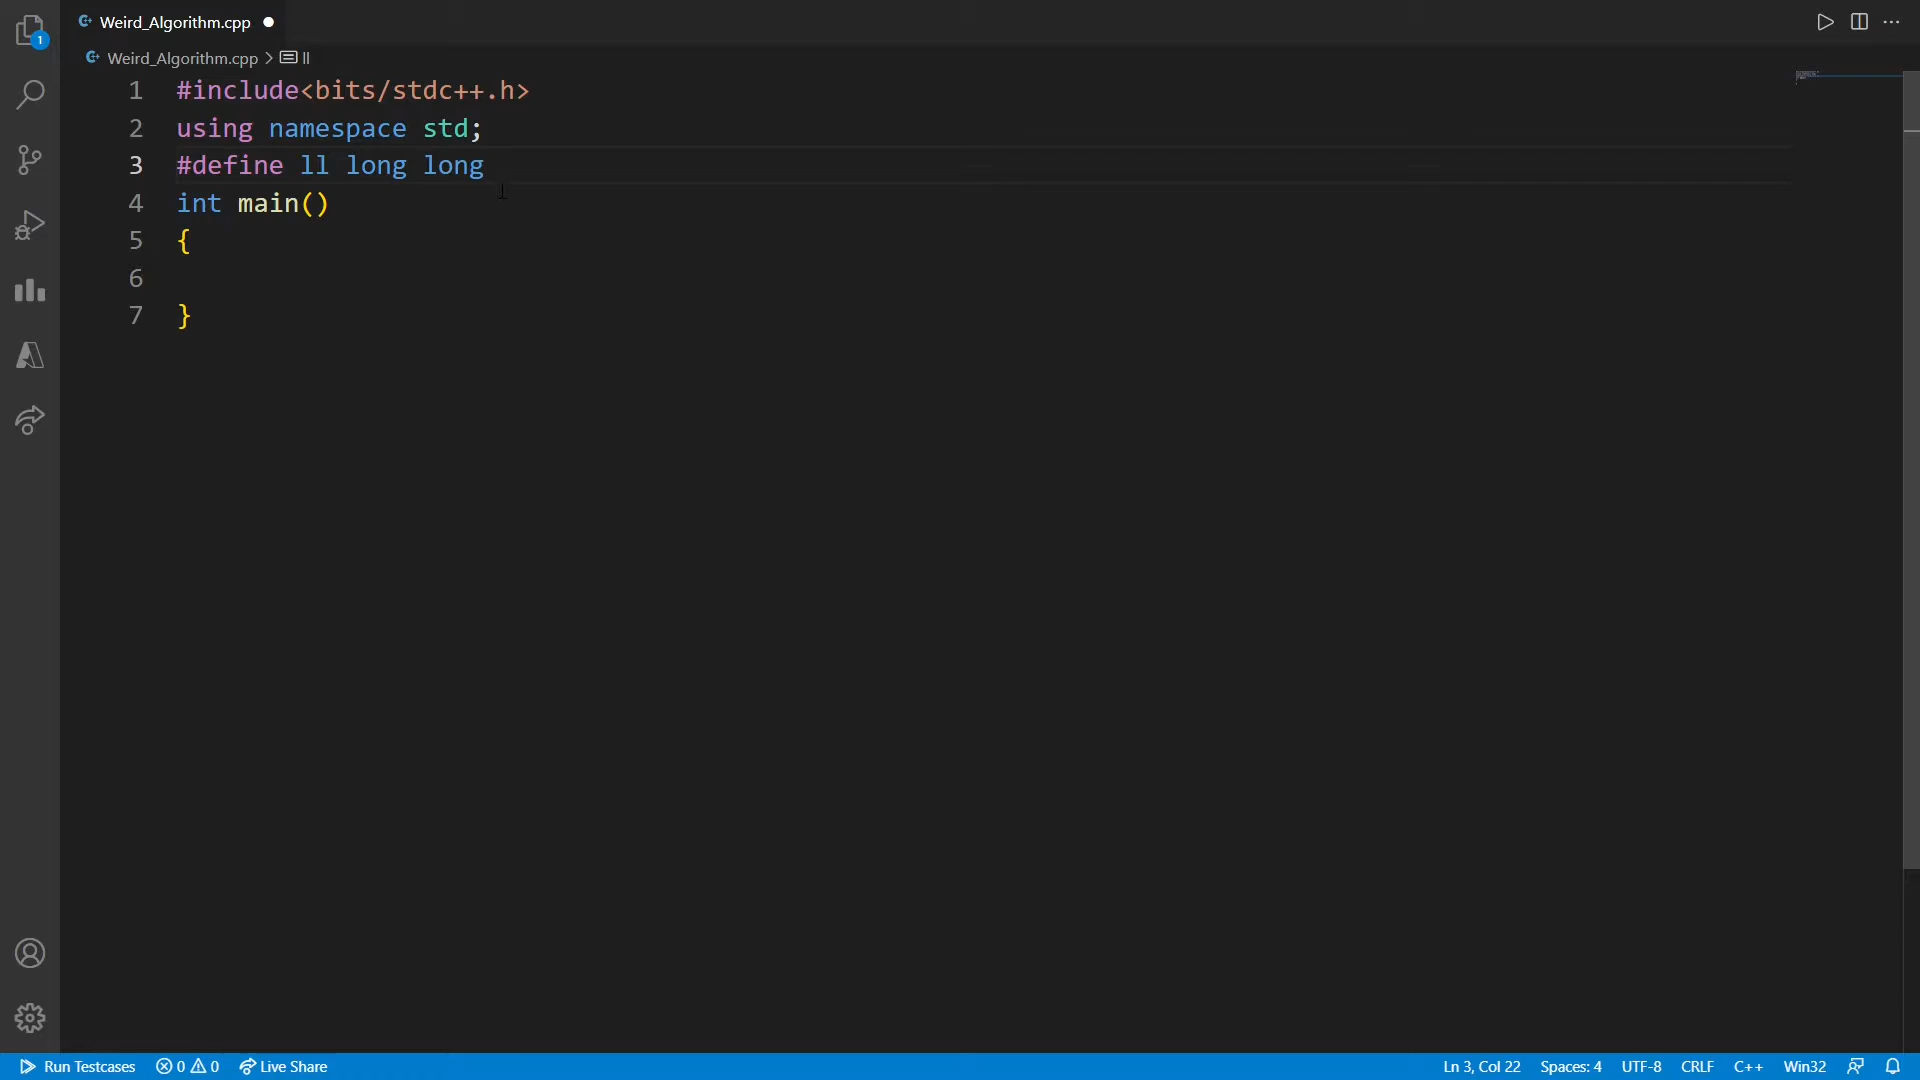 Weird_Algorithm.cpp
Weird_Algorithm.cpp > ll
1 #include<bits/stdc++.h>
2 using namespace std;
3 #define ll long long
4 int main()
5 {
6
7 }
1
Run Testcases 0 0 Live Share Ln 3, Col 22 Spaces: 4 UTF-8 CRLF C++ Win32